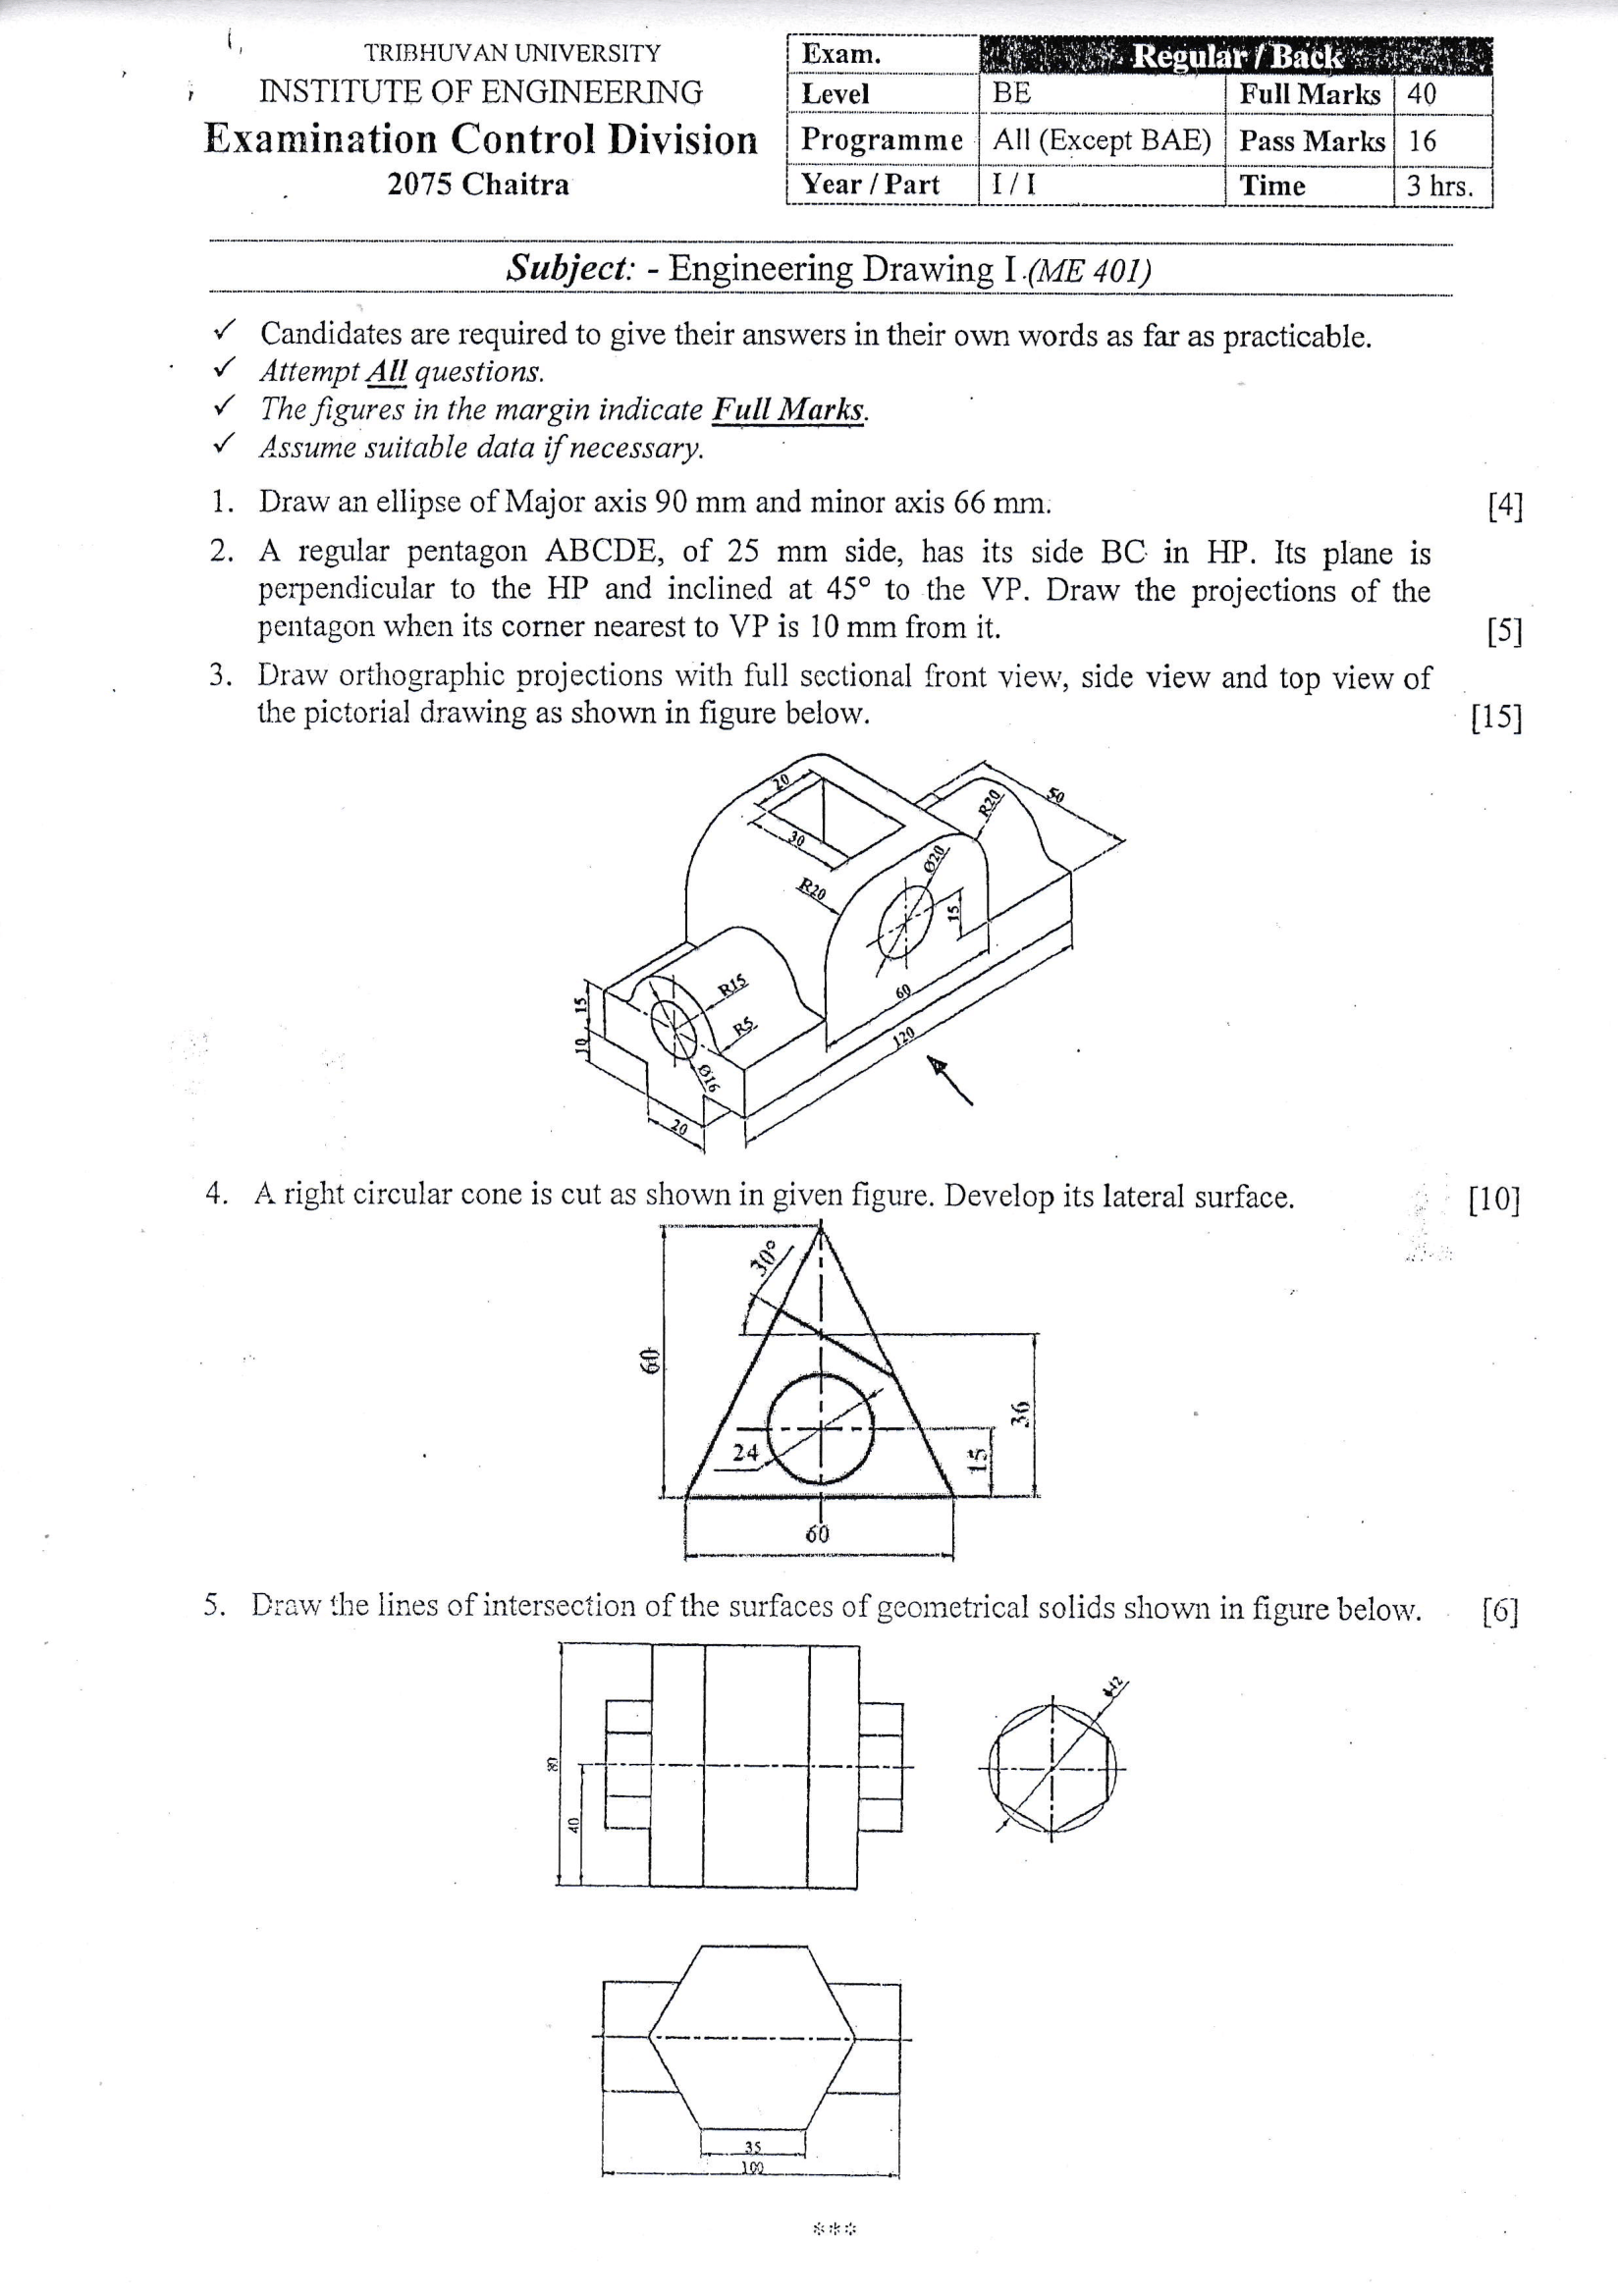 TRIBHUVAN UNIVERSITY
INSTITUTE OF ENGINEERING
Examination Control Division
2075 Chaitra
Exam. Regular / Back
Level BE Full Marks 40
Programme All (Except BAE) Pass Marks 16
Year / Part I / I Time 3 hrs.
Subject: - Engineering Drawing I (ME 401)
✓ Candidates are required to give their answers in their own words as far as practicable.
✓ Attempt All questions.
✓ The figures in the margin indicate Full Marks.
✓ Assume suitable data if necessary.
1. Draw an ellipse of Major axis 90 mm and minor axis 66 mm. [4]
2. A regular pentagon ABCDE, of 25 mm side, has its side BC in HP. Its plane is
perpendicular to the HP and inclined at 45° to the VP. Draw the projections of the
pentagon when its corner nearest to VP is 10 mm from it. [5]
3. Draw orthographic projections with full sectional front view, side view and top view of
the pictorial drawing as shown in figure below. [15]
20
30
R20
50
R20
Ø20
15
60
120
R15
R5
Ø16
15
10
20
4. A right circular cone is cut as shown in given figure. Develop its lateral surface. [10]
30°
60
36
24
15
60
5. Draw the lines of intersection of the surfaces of geometrical solids shown in figure below. [6]
80
40
35
100
***